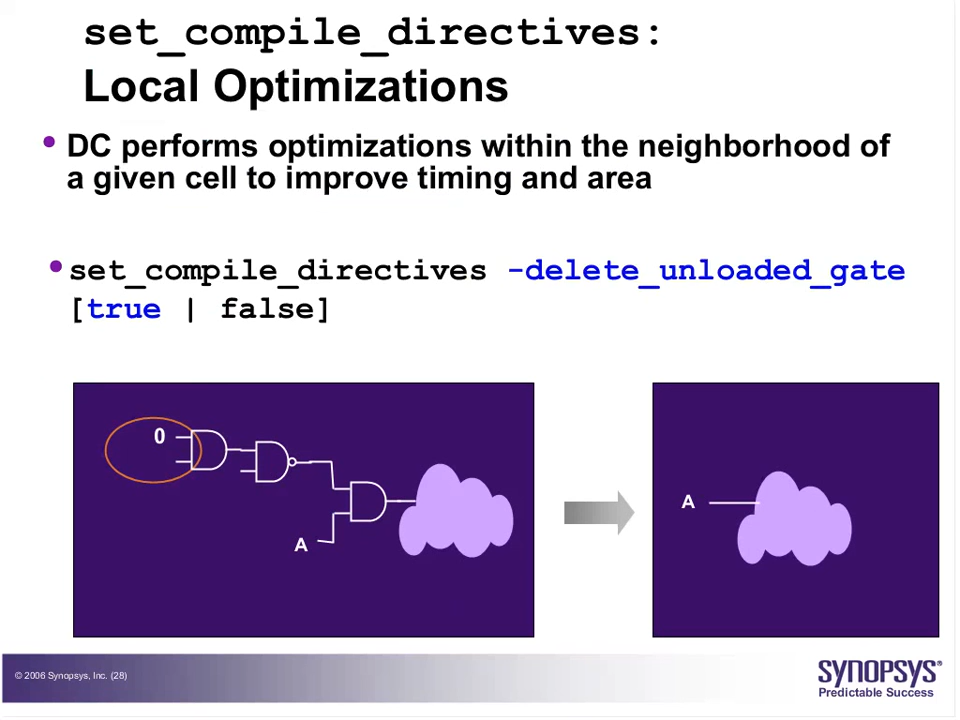 set_compile_directives:
Local Optimizations
• DC performs optimizations within the neighborhood of
a given cell to improve timing and area
• set_compile_directives -delete_unloaded_gate
[true | false]
0
A
A
© 2006 Synopsys, Inc. (28)
SYNOPSYS®
Predictable Success